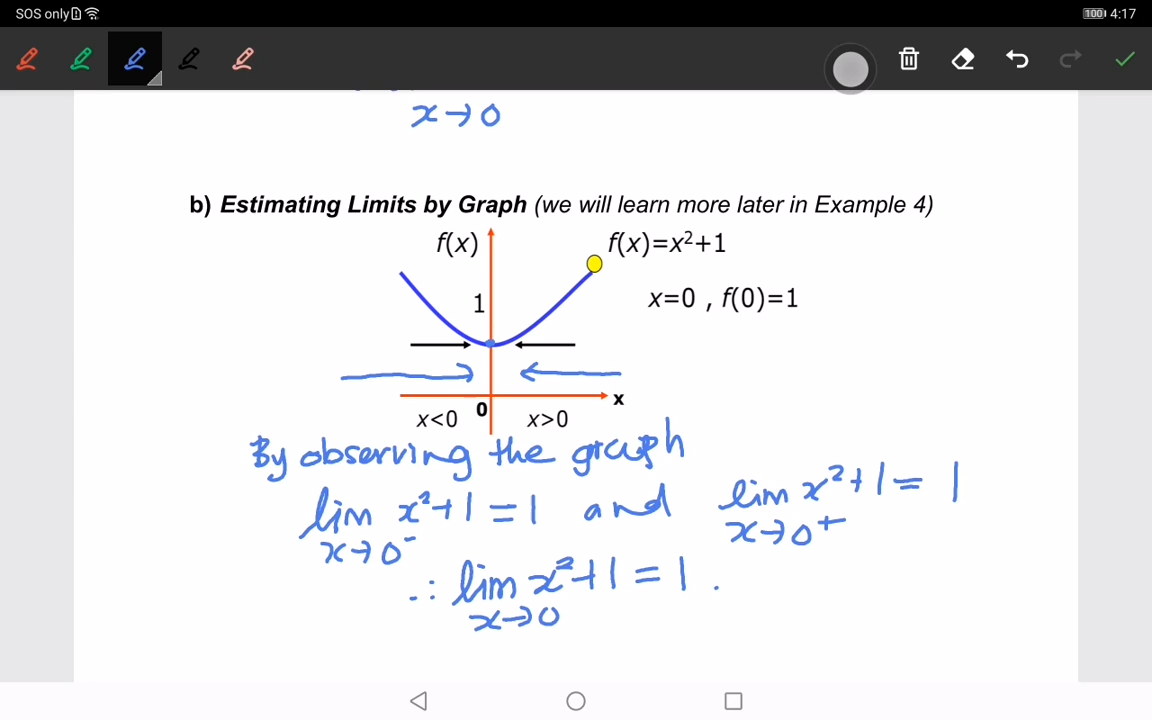 SOS only 100 4:17
x→0
b) Estimating Limits by Graph (we will learn more later in Example 4)
f(x) f(x)=x²+1
1 x=0 , f(0)=1
x<0 0 x>0 x
By observing the graph
lim x²+1 = 1 and lim x²+1 = 1
x→0⁻ x→0⁺
∴ lim x²+1 = 1 .
x→0